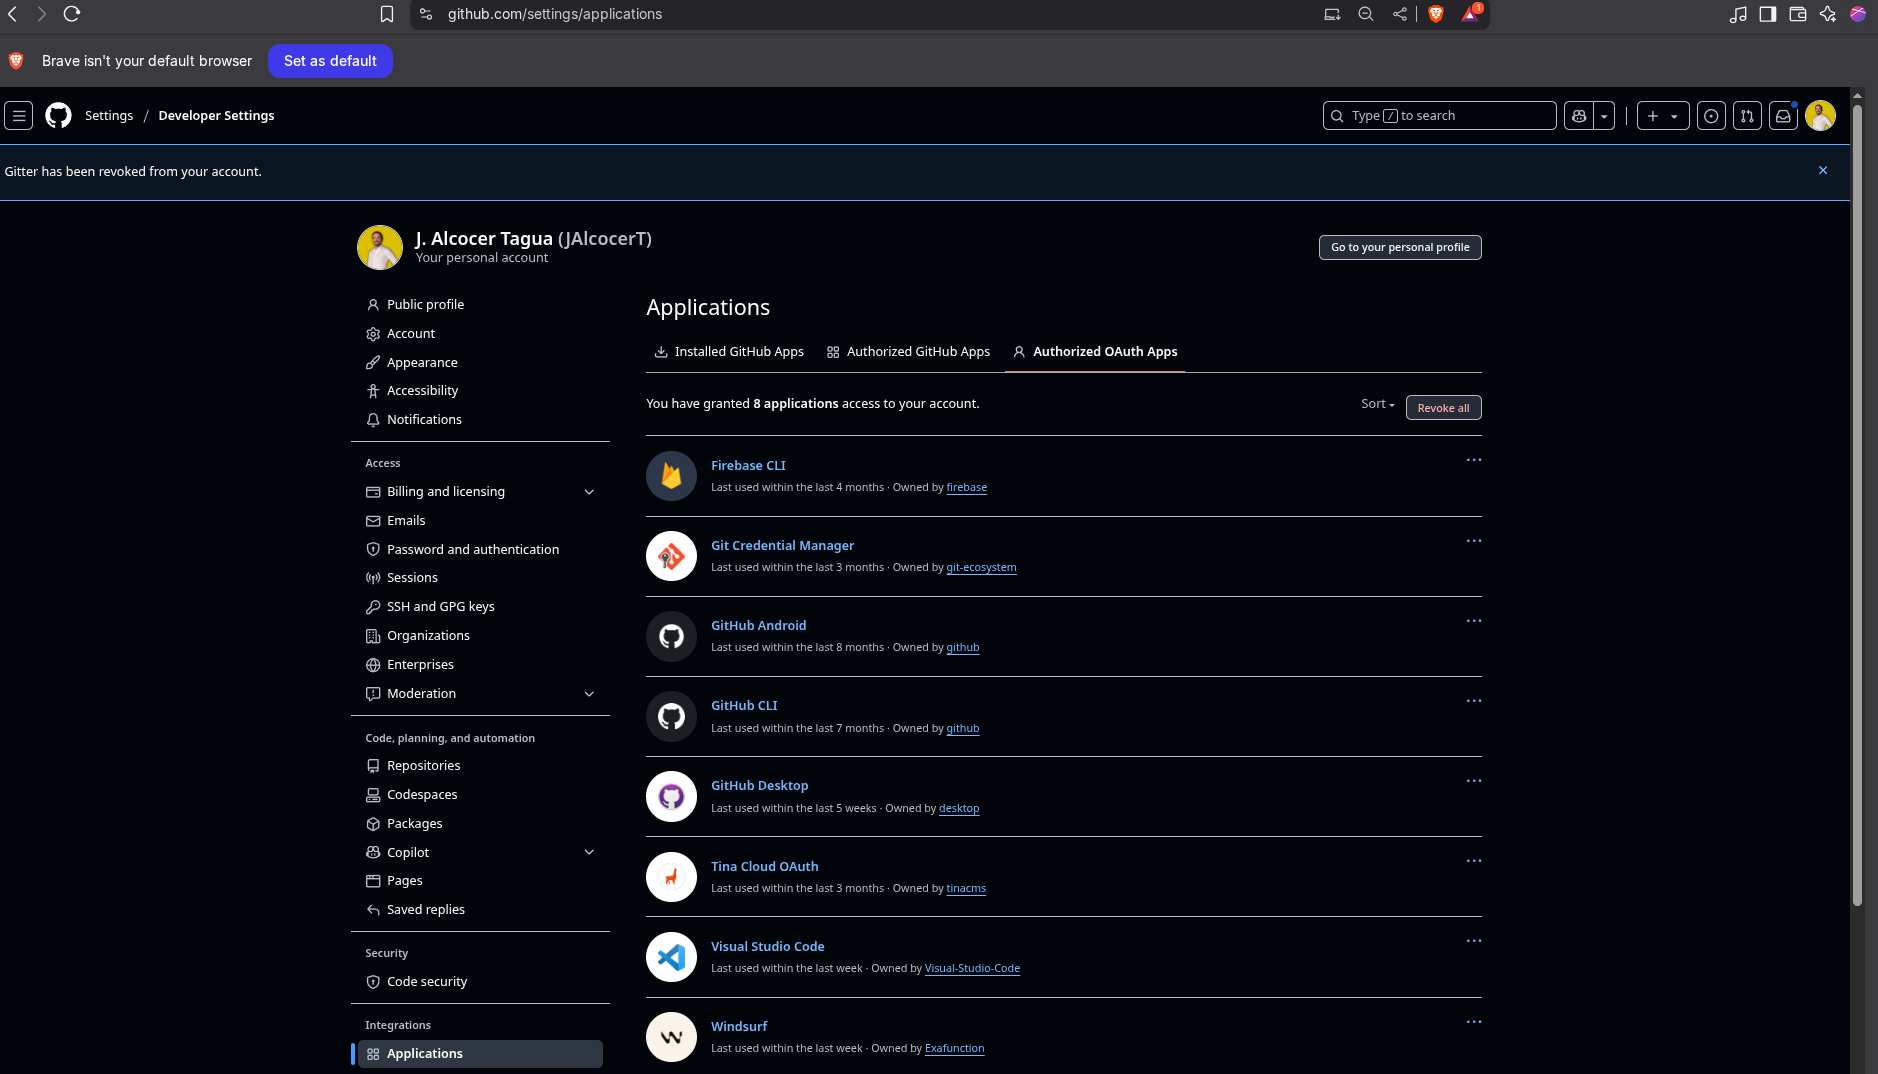 github.com/settings/applications
1
Brave isn't your default browser
Set as default
Settings / Developer Settings
Type / to search
Gitter has been revoked from your account.
J. Alcocer Tagua (JAlcocerT)
Your personal account
Go to your personal profile
Public profile
Account
Appearance
Accessibility
Notifications
Access
Billing and licensing
Emails
Password and authentication
Sessions
SSH and GPG keys
Organizations
Enterprises
Moderation
Code, planning, and automation
Repositories
Codespaces
Packages
Copilot
Pages
Saved replies
Security
Code security
Integrations
Applications
Applications
Installed GitHub Apps
Authorized GitHub Apps
Authorized OAuth Apps
You have granted 8 applications access to your account.
Sort
Revoke all
Firebase CLI
Last used within the last 4 months · Owned by firebase
Git Credential Manager
Last used within the last 3 months · Owned by git-ecosystem
GitHub Android
Last used within the last 8 months · Owned by github
GitHub CLI
Last used within the last 7 months · Owned by github
GitHub Desktop
Last used within the last 5 weeks · Owned by desktop
Tina Cloud OAuth
Last used within the last 3 months · Owned by tinacms
Visual Studio Code
Last used within the last week · Owned by Visual-Studio-Code
Windsurf
Last used within the last week · Owned by Exafunction